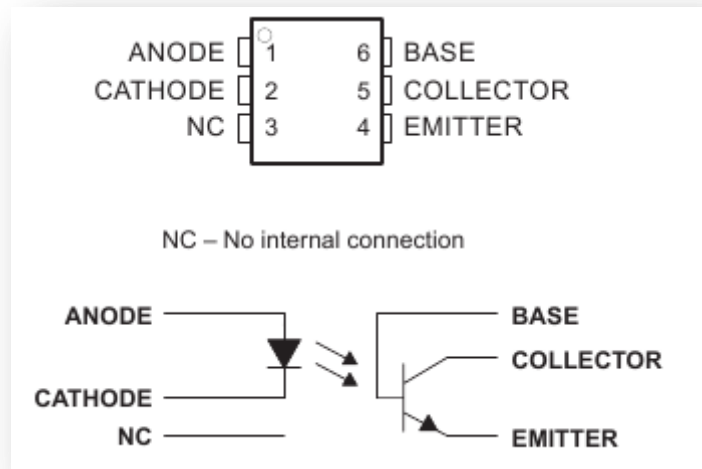 ANODE 1 6 BASE
CATHODE 2 5 COLLECTOR
NC 3 4 EMITTER
NC – No internal connection
ANODE BASE
COLLECTOR
CATHODE
NC EMITTER